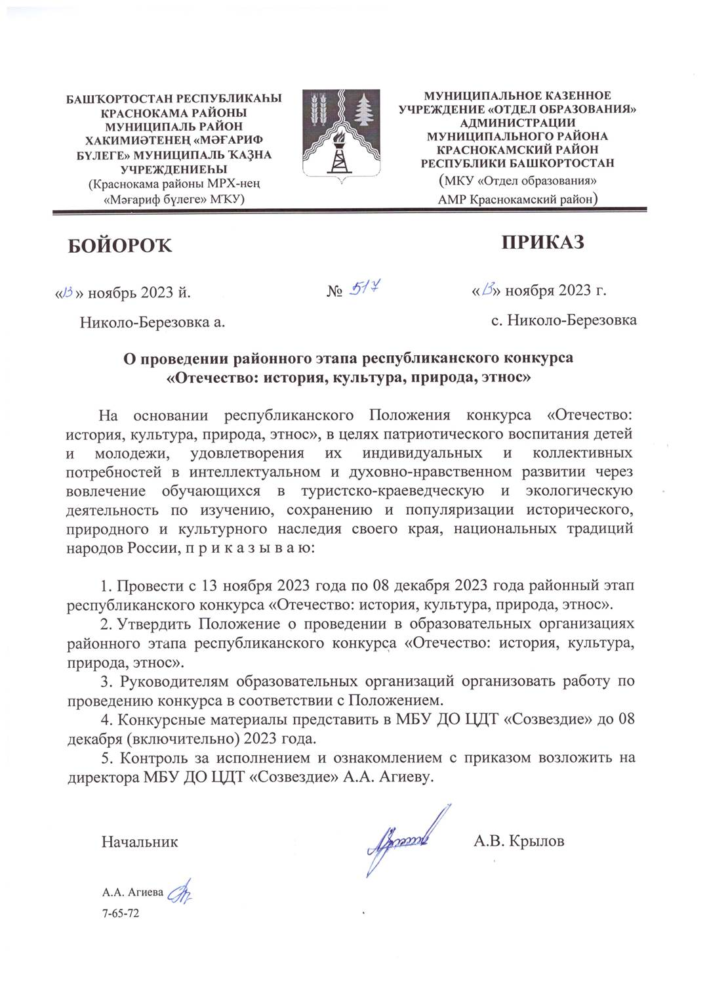 БАШҠОРТОСТАН РЕСПУБЛИКАҺЫ
КРАСНОКАМА РАЙОНЫ
МУНИЦИПАЛЬ РАЙОН
ХАКИМИӘТЕНЕҢ «МӘҒАРИФ
БҮЛЕГЕ» МУНИЦИПАЛЬ ҠАҘНА
УЧРЕЖДЕНИЕҺЫ
(Краснокама районы МРХ-нең
«Мәғариф бүлеге» МҠУ)
МУНИЦИПАЛЬНОЕ КАЗЕННОЕ
УЧРЕЖДЕНИЕ «ОТДЕЛ ОБРАЗОВАНИЯ»
АДМИНИСТРАЦИИ
МУНИЦИПАЛЬНОГО РАЙОНА
КРАСНОКАМСКИЙ РАЙОН
РЕСПУБЛИКИ БАШКОРТОСТАН
(МКУ «Отдел образования»
АМР Краснокамский район)
БОЙОРОҠ
ПРИКАЗ
«13» ноябрь 2023 й.
№ 517
«13» ноября 2023 г.
Николо-Березовка а.
с. Николо-Березовка
О проведении районного этапа республиканского конкурса
«Отечество: история, культура, природа, этнос»
На основании республиканского Положения конкурса «Отечество:
история, культура, природа, этнос», в целях патриотического воспитания детей
и молодежи, удовлетворения их индивидуальных и коллективных
потребностей в интеллектуальном и духовно-нравственном развитии через
вовлечение обучающихся в туристско-краеведческую и экологическую
деятельность по изучению, сохранению и популяризации исторического,
природного и культурного наследия своего края, национальных традиций
народов России, п р и к а з ы в а ю:
1. Провести с 13 ноября 2023 года по 08 декабря 2023 года районный этап
республиканского конкурса «Отечество: история, культура, природа, этнос».
2. Утвердить Положение о проведении в образовательных организациях
районного этапа республиканского конкурса «Отечество: история, культура,
природа, этнос».
3. Руководителям образовательных организаций организовать работу по
проведению конкурса в соответствии с Положением.
4. Конкурсные материалы представить в МБУ ДО ЦДТ «Созвездие» до 08
декабря (включительно) 2023 года.
5. Контроль за исполнением и ознакомлением с приказом возложить на
директора МБУ ДО ЦДТ «Созвездие» А.А. Агиеву.
Начальник
А.В. Крылов
А.А. Агиева
7-65-72